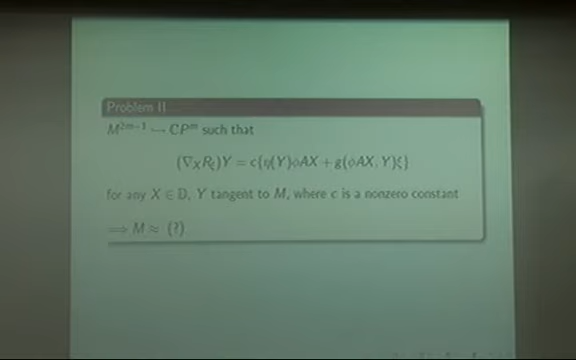 Problem II
M^{2m−1} ↪ ℂP^m such that
(∇_X R_ξ)Y = c{η(Y)ϕAX + g(ϕAX, Y)ξ}
for any X ∈ 𝔻, Y tangent to M, where c is a nonzero constant
⟹ M ≈ (?)